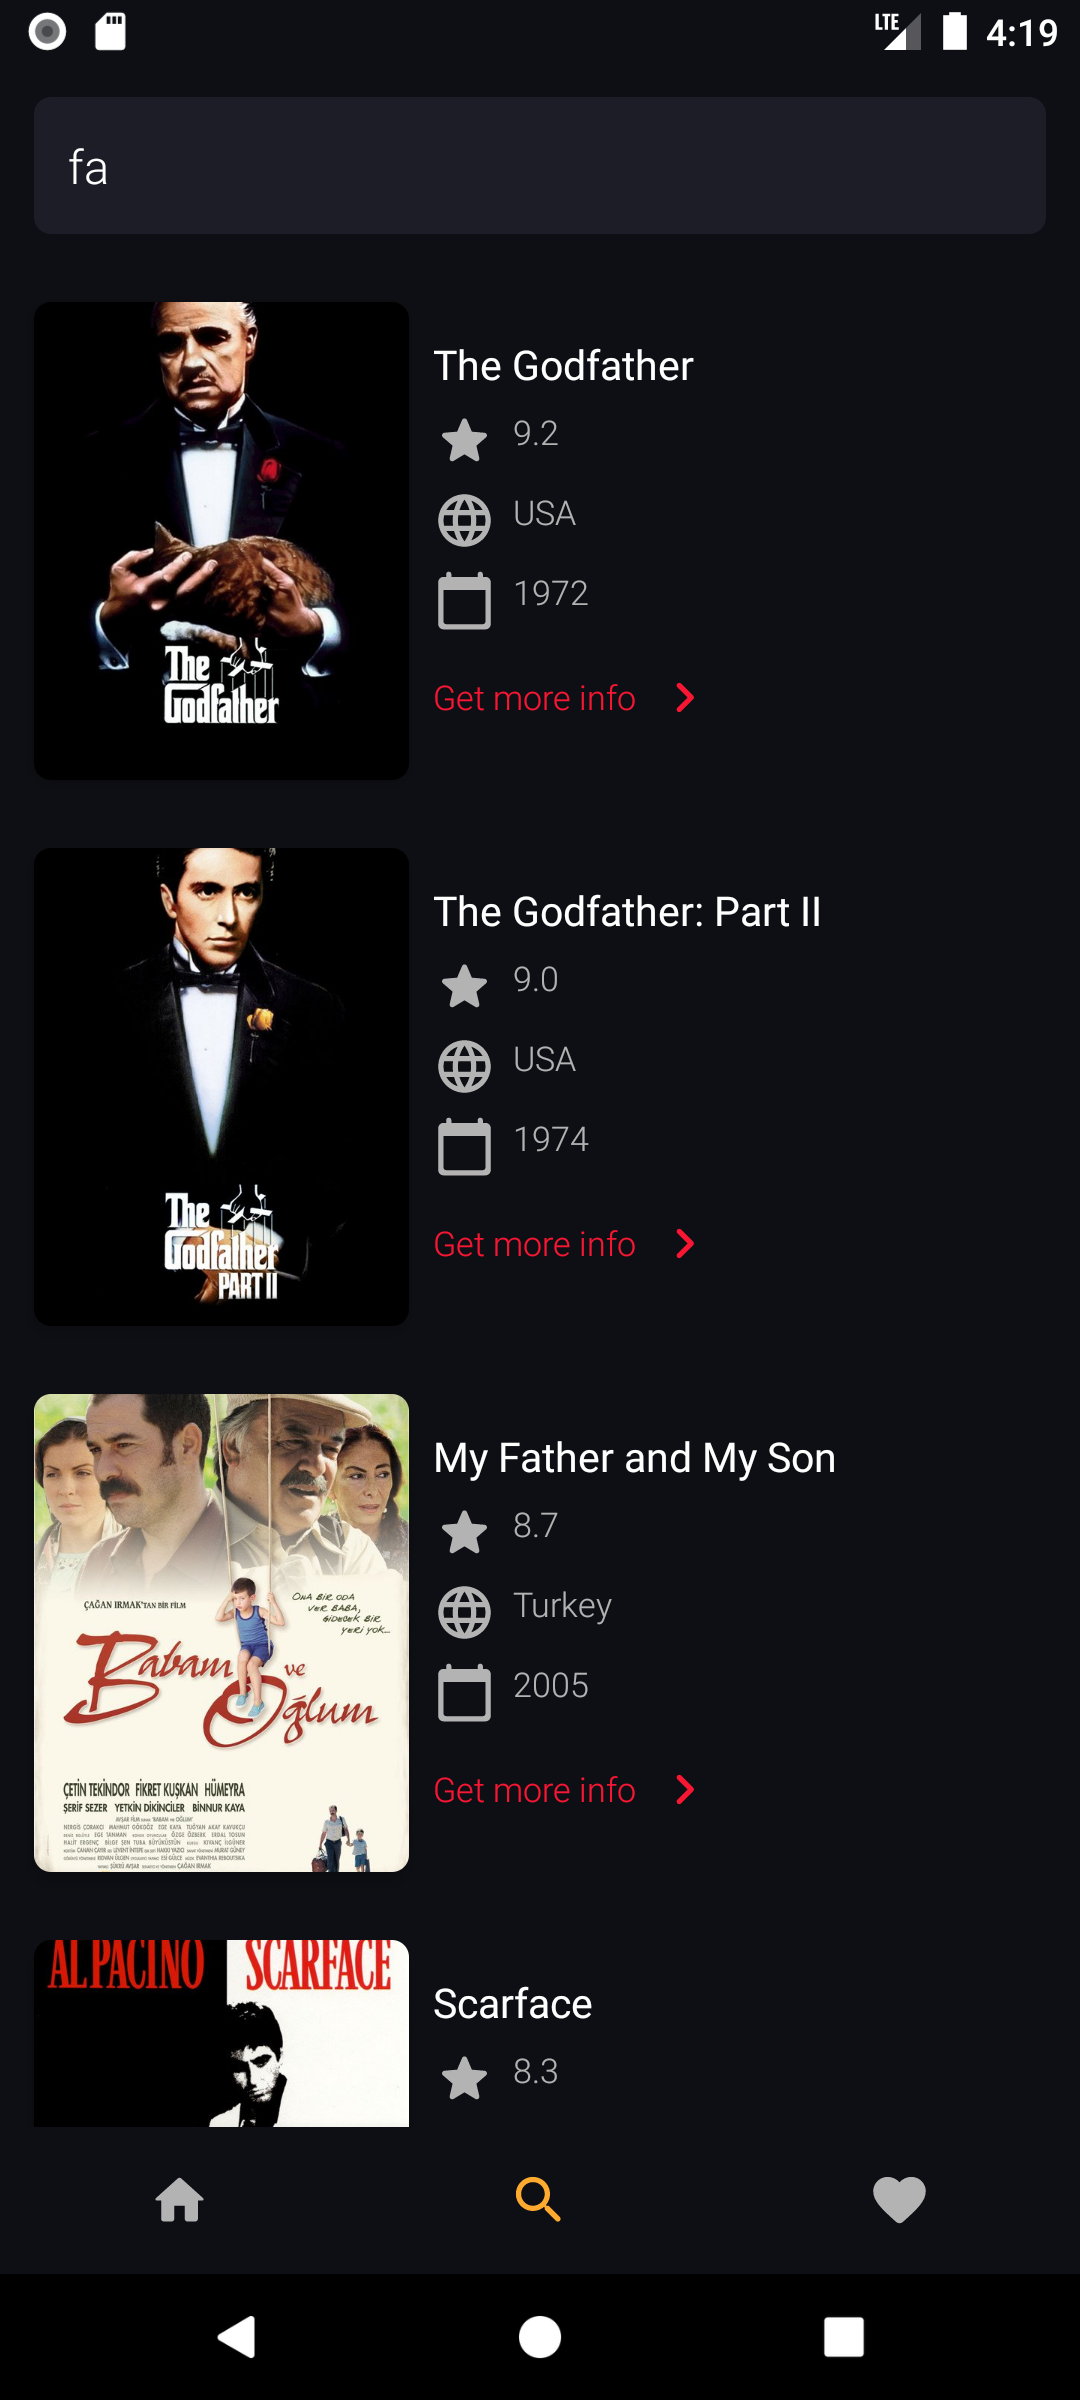 LTE 4:19
fa
The
Godfather
The Godfather
9.2
USA
1972
Get more info
The
Godfather
PART II
The Godfather: Part II
9.0
USA
1974
Get more info
ÇAĞAN IRMAK'TAN BİR FİLM
ONA BİR ODA
VER BABA,
GİDECEK BİR
YERİ YOK...
Babam ve
Oğlum
ÇETİN TEKİNDOR FİKRET KUŞKAN HÜMEYRA
ŞERİF SEZER YETKİN DİKİNCİLER BİNNUR KAYA
My Father and My Son
8.7
Turkey
2005
Get more info
AL PACINO SCARFACE
Scarface
8.3